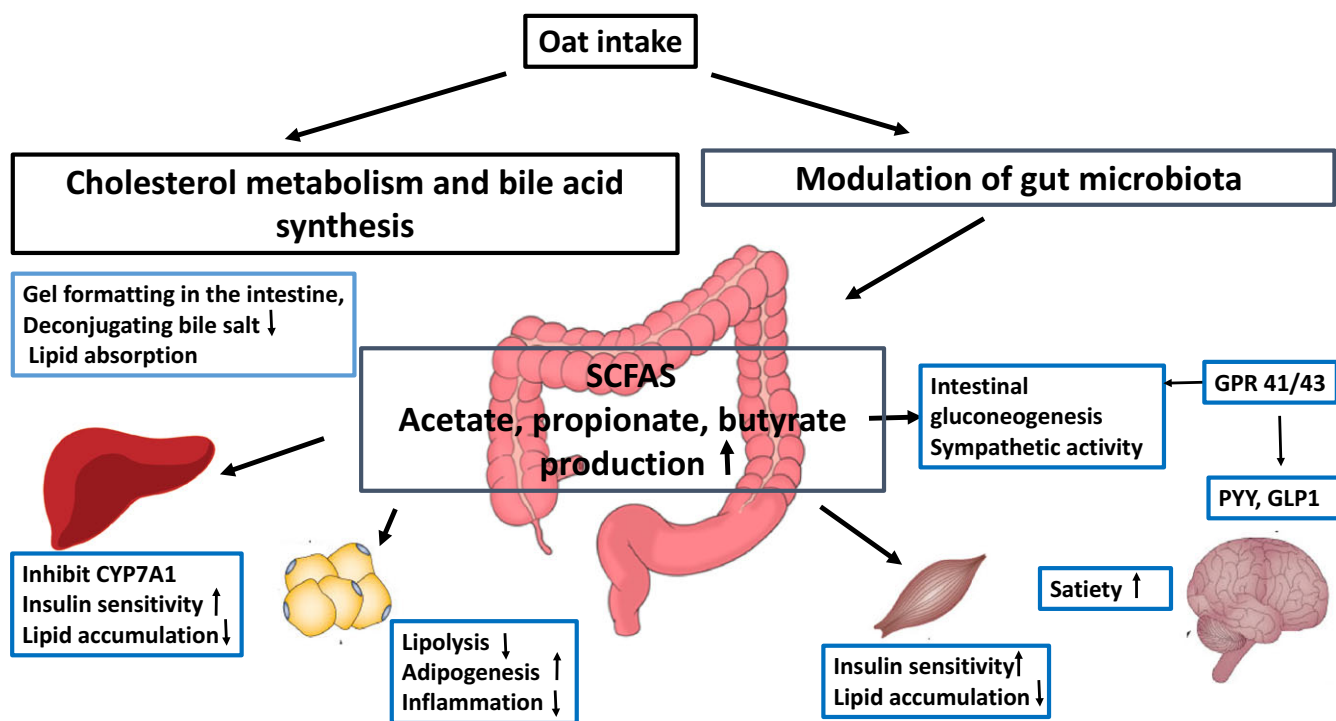 Oat intake
Cholesterol metabolism and bile acid
synthesis
Modulation of gut microbiota
Gel formatting in the intestine,
Deconjugating bile salt ↓
Lipid absorption
SCFAS
Acetate, propionate, butyrate
production ↑
Intestinal
gluconeogenesis
Sympathetic activity
GPR 41/43
PYY, GLP1
Satiety ↑
Inhibit CYP7A1
Insulin sensitivity ↑
Lipid accumulation ↓
Lipolysis ↓
Adipogenesis ↑
Inflammation ↓
Insulin sensitivity ↑
Lipid accumulation ↓